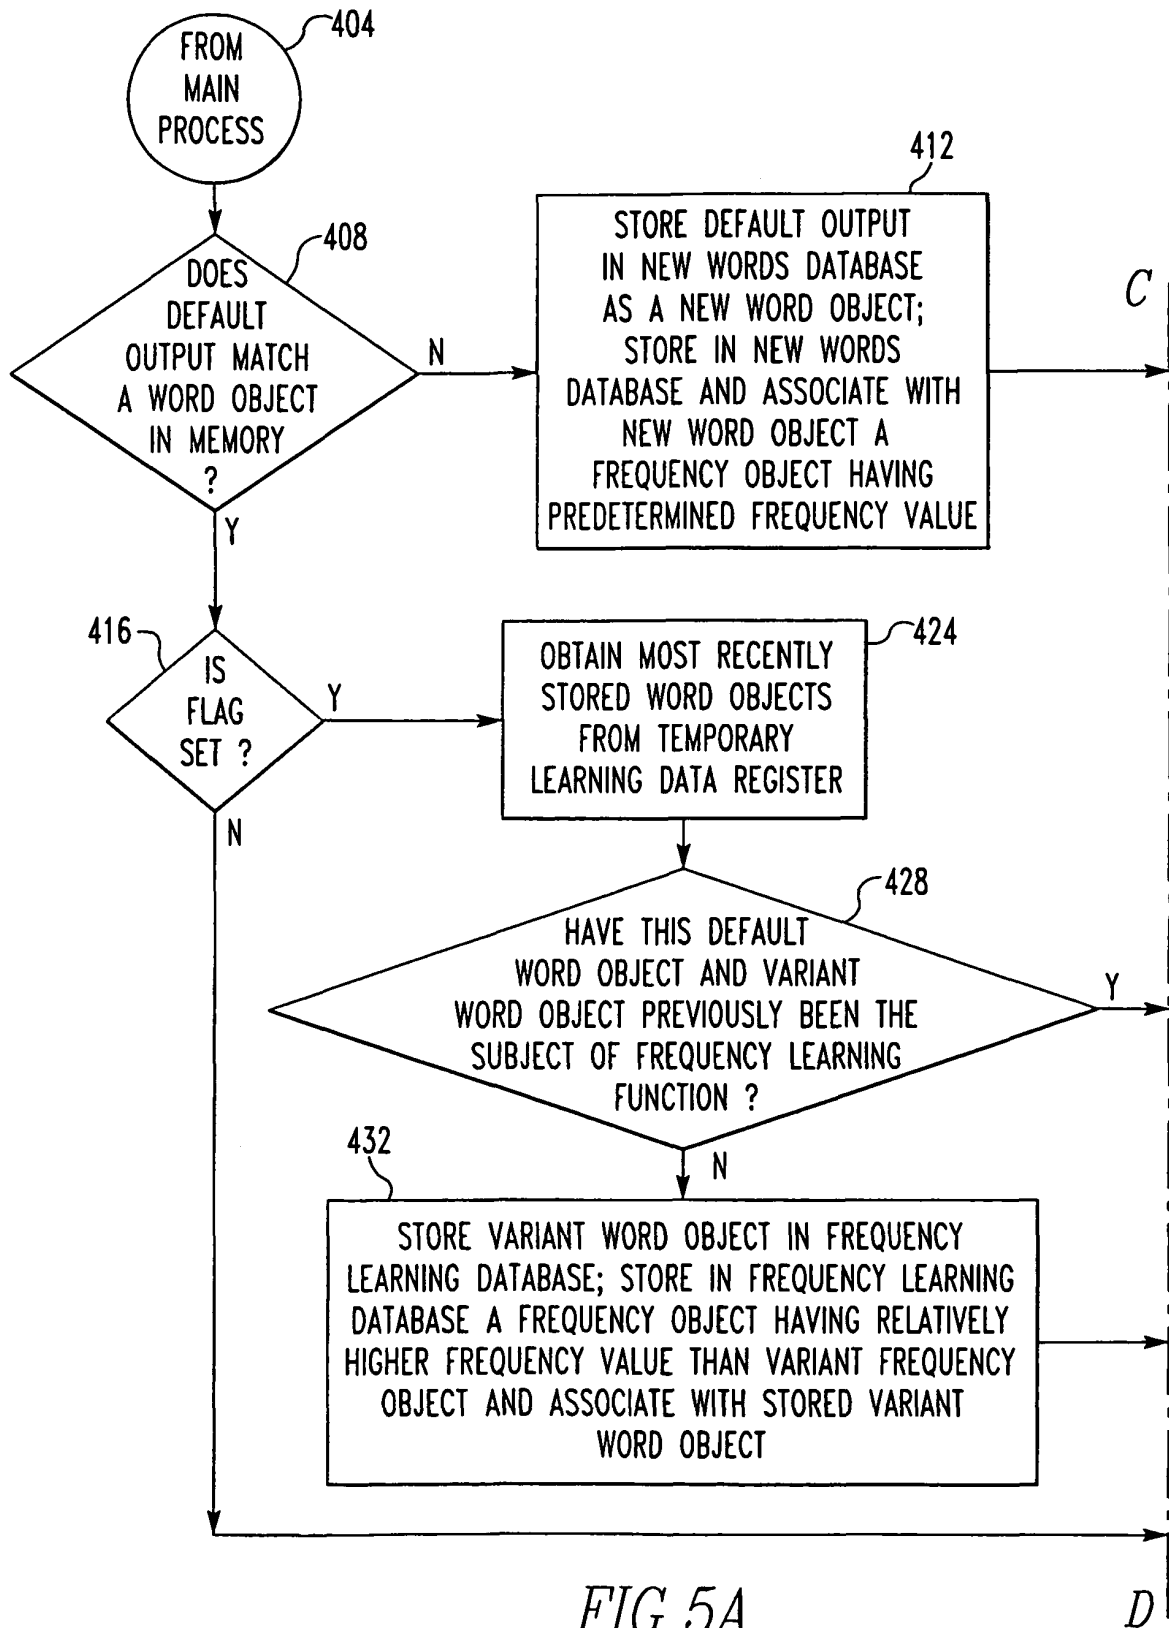 404
FROM
MAIN
PROCESS
408
DOES
DEFAULT
OUTPUT MATCH
A WORD OBJECT
IN MEMORY
?
N
Y
412
STORE DEFAULT OUTPUT
IN NEW WORDS DATABASE
AS A NEW WORD OBJECT;
STORE IN NEW WORDS
DATABASE AND ASSOCIATE WITH
NEW WORD OBJECT A
FREQUENCY OBJECT HAVING
PREDETERMINED FREQUENCY VALUE
C
416
IS
FLAG
SET ?
Y
N
424
OBTAIN MOST RECENTLY
STORED WORD OBJECTS
FROM TEMPORARY
LEARNING DATA REGISTER
428
HAVE THIS DEFAULT
WORD OBJECT AND VARIANT
WORD OBJECT PREVIOUSLY BEEN THE
SUBJECT OF FREQUENCY LEARNING
FUNCTION ?
Y
N
432
STORE VARIANT WORD OBJECT IN FREQUENCY
LEARNING DATABASE; STORE IN FREQUENCY LEARNING
DATABASE A FREQUENCY OBJECT HAVING RELATIVELY
HIGHER FREQUENCY VALUE THAN VARIANT FREQUENCY
OBJECT AND ASSOCIATE WITH STORED VARIANT
WORD OBJECT
FIG.5A
D